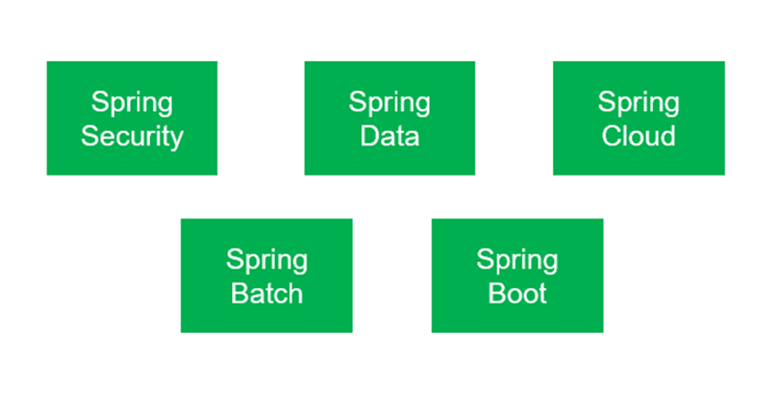 Spring
Security
Spring
Data
Spring
Cloud
Spring
Batch
Spring
Boot